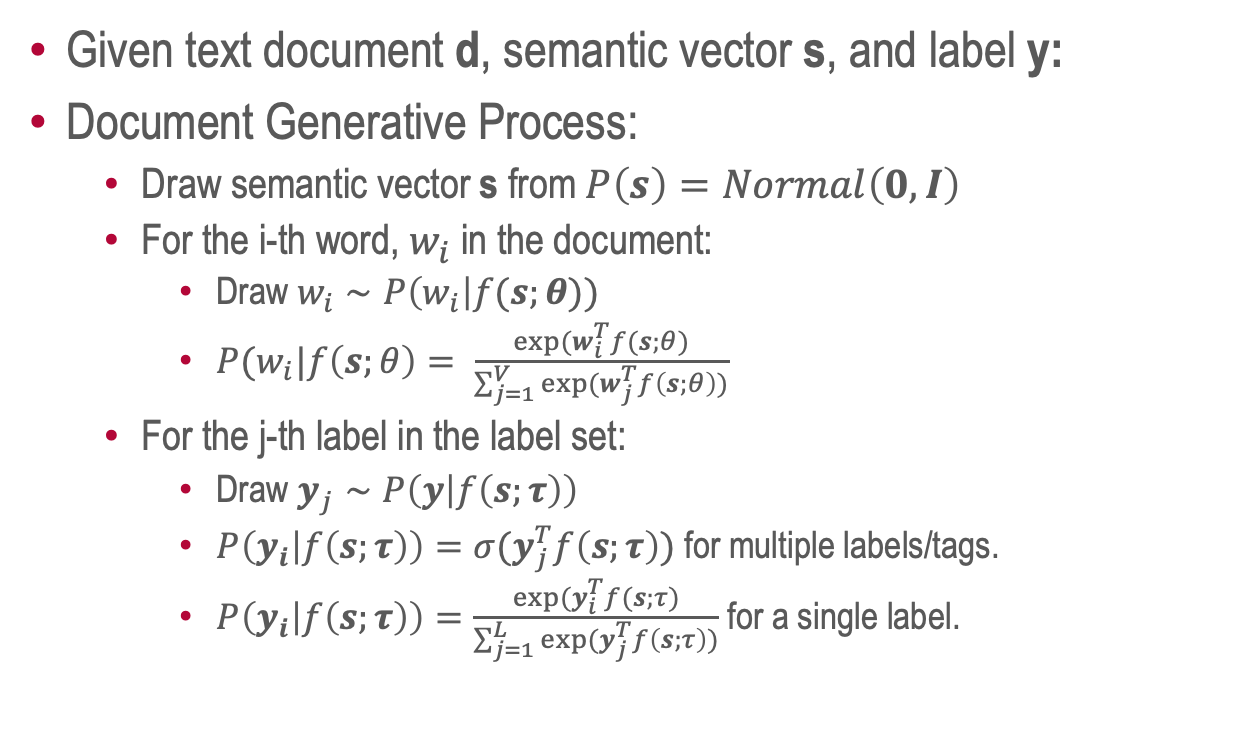 • Given text document d, semantic vector s, and label y:
• Document Generative Process:
• Draw semantic vector s from P(s) = Normal(0, I)
• For the i-th word, w_i in the document:
• Draw w_i ~ P(w_i|f(s; θ))
• P(w_i|f(s; θ) = exp(w_i^T f(s;θ) / ∑_{j=1}^V exp(w_j^T f(s;θ))
• For the j-th label in the label set:
• Draw y_j ~ P(y|f(s; τ))
• P(y_i|f(s; τ)) = σ(y_j^T f(s; τ)) for multiple labels/tags.
• P(y_i|f(s; τ)) = exp(y_i^T f(s;τ) / ∑_{j=1}^L exp(y_j^T f(s;τ)) for a single label.